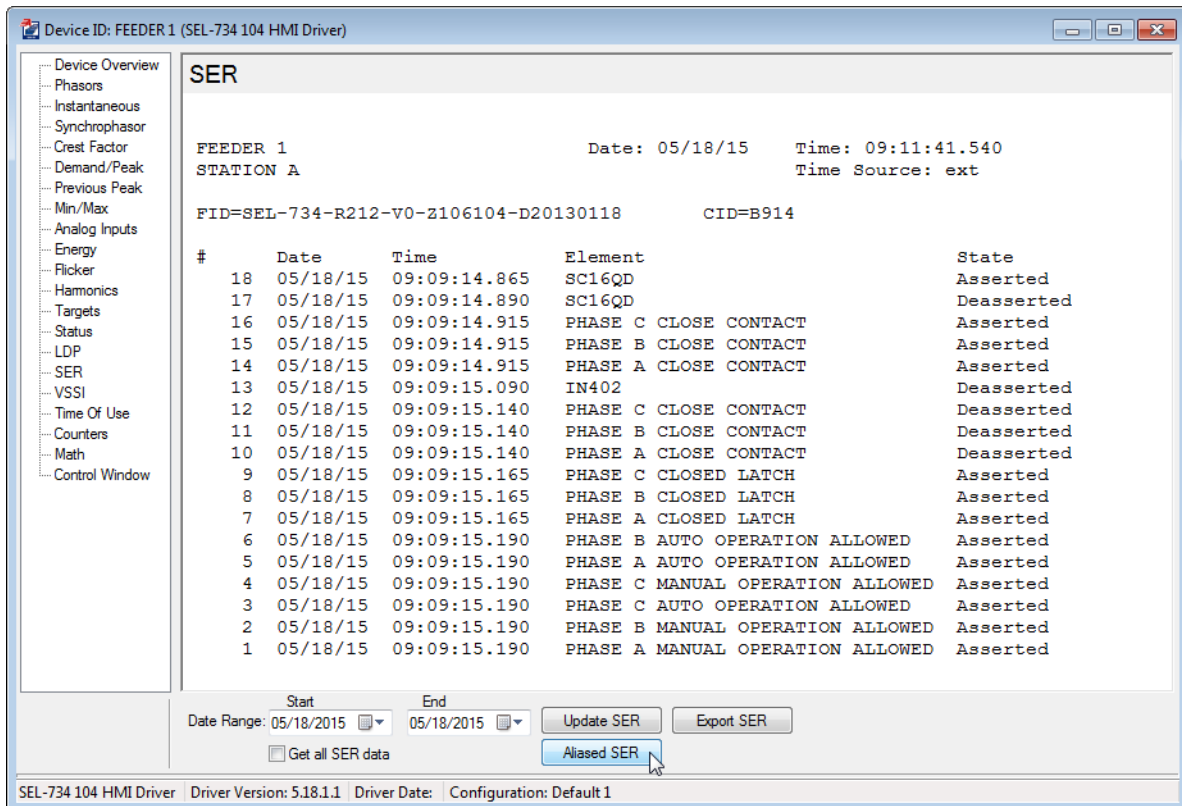 Device ID: FEEDER 1 (SEL-734 104 HMI Driver)
Device Overview
Phasors
Instantaneous
Synchrophasor
Crest Factor
Demand/Peak
Previous Peak
Min/Max
Analog Inputs
Energy
Flicker
Harmonics
Targets
Status
LDP
SER
VSSI
Time Of Use
Counters
Math
Control Window
SER
FEEDER 1 Date: 05/18/15 Time: 09:11:41.540
STATION A Time Source: ext
FID=SEL-734-R212-V0-Z106104-D20130118 CID=B914
# Date Time Element State
18 05/18/15 09:09:14.865 SC16QD Asserted
17 05/18/15 09:09:14.890 SC16QD Deasserted
16 05/18/15 09:09:14.915 PHASE C CLOSE CONTACT Asserted
15 05/18/15 09:09:14.915 PHASE B CLOSE CONTACT Asserted
14 05/18/15 09:09:14.915 PHASE A CLOSE CONTACT Asserted
13 05/18/15 09:09:15.090 IN402 Deasserted
12 05/18/15 09:09:15.140 PHASE C CLOSE CONTACT Deasserted
11 05/18/15 09:09:15.140 PHASE B CLOSE CONTACT Deasserted
10 05/18/15 09:09:15.140 PHASE A CLOSE CONTACT Deasserted
9 05/18/15 09:09:15.165 PHASE C CLOSED LATCH Asserted
8 05/18/15 09:09:15.165 PHASE B CLOSED LATCH Asserted
7 05/18/15 09:09:15.165 PHASE A CLOSED LATCH Asserted
6 05/18/15 09:09:15.190 PHASE B AUTO OPERATION ALLOWED Asserted
5 05/18/15 09:09:15.190 PHASE A AUTO OPERATION ALLOWED Asserted
4 05/18/15 09:09:15.190 PHASE C MANUAL OPERATION ALLOWED Asserted
3 05/18/15 09:09:15.190 PHASE C AUTO OPERATION ALLOWED Asserted
2 05/18/15 09:09:15.190 PHASE B MANUAL OPERATION ALLOWED Asserted
1 05/18/15 09:09:15.190 PHASE A MANUAL OPERATION ALLOWED Asserted
Start End
Date Range: 05/18/2015 05/18/2015 Update SER Export SER
Get all SER data Aliased SER
SEL-734 104 HMI Driver Driver Version: 5.18.1.1 Driver Date: Configuration: Default 1